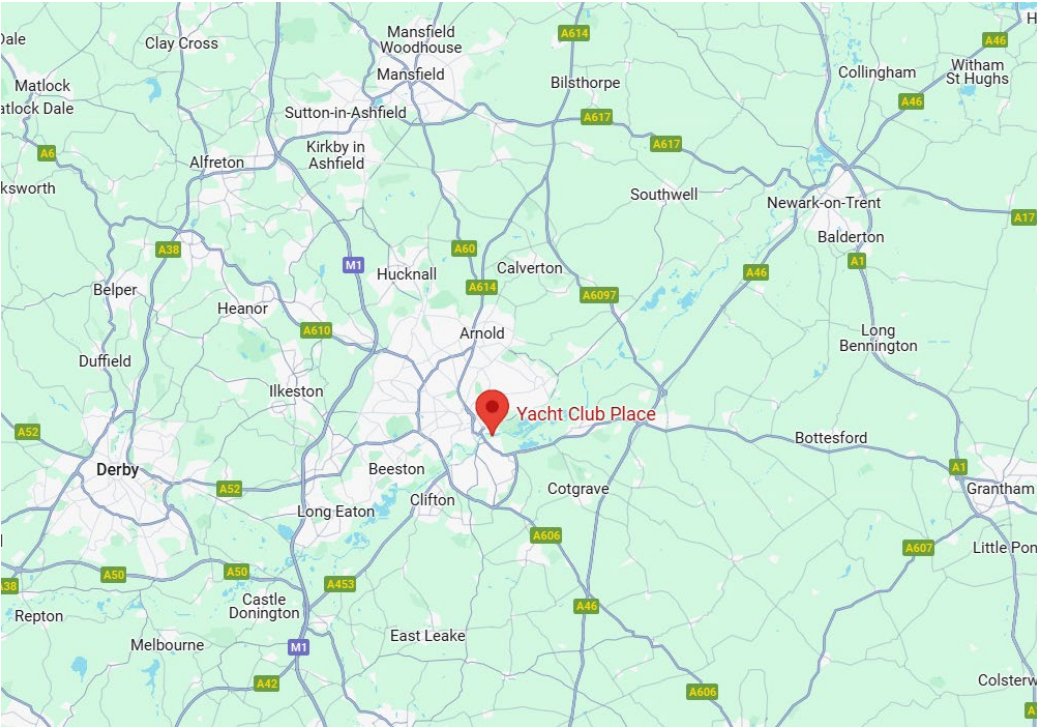 Dale
Clay Cross
Mansfield
Woodhouse
A614
A46
H
Matlock
atlock Dale
Mansfield
Bilsthorpe
Collingham
Witham
St Hughs
A46
Sutton-in-Ashfield
A617
A6
Alfreton
Kirkby in
Ashfield
A617
ksworth
Southwell
Newark-on-Trent
A17
A38
A60
Balderton
M1
Hucknall
Calverton
A46
A1
Belper
A614
A6097
Heanor
A610
Arnold
Long
Bennington
Duffield
Ilkeston
Yacht Club Place
A52
Bottesford
Derby
Beeston
A1
A52
Clifton
Cotgrave
Grantham
Long Eaton
A606
A607
Little Pon
A50
A50
A38
A453
Castle
Donington
A46
Repton
East Leake
Melbourne
M1
A42
Colsterw
A606
A